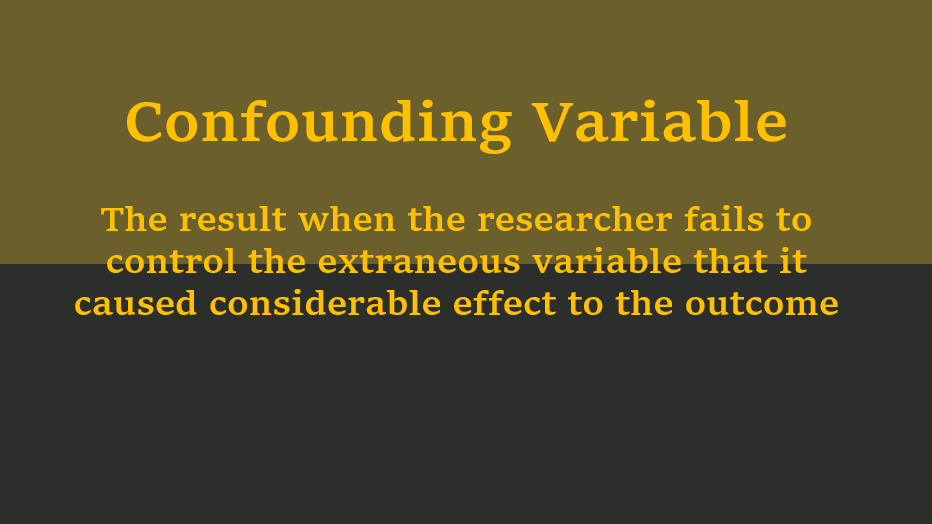 Confounding Variable
The result when the researcher fails to
control the extraneous variable that it
caused considerable effect to the outcome